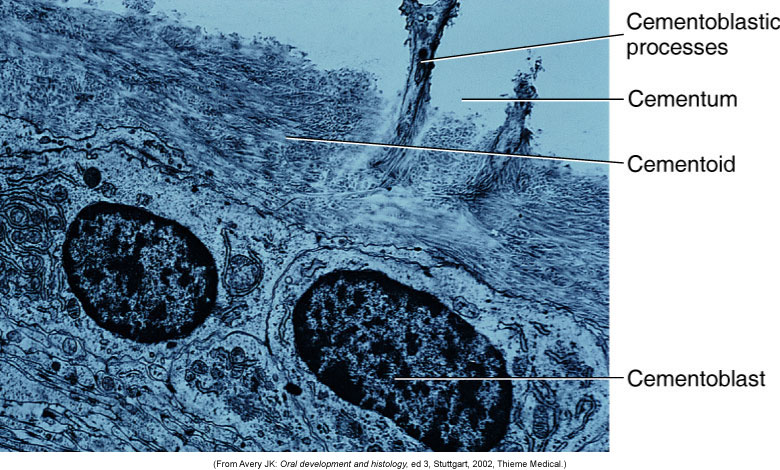 Cementoblastic
processes
Cementum
Cementoid
Cementoblast
(From Avery JK: Oral development and histology, ed 3, Stuttgart, 2002, Thieme Medical.)